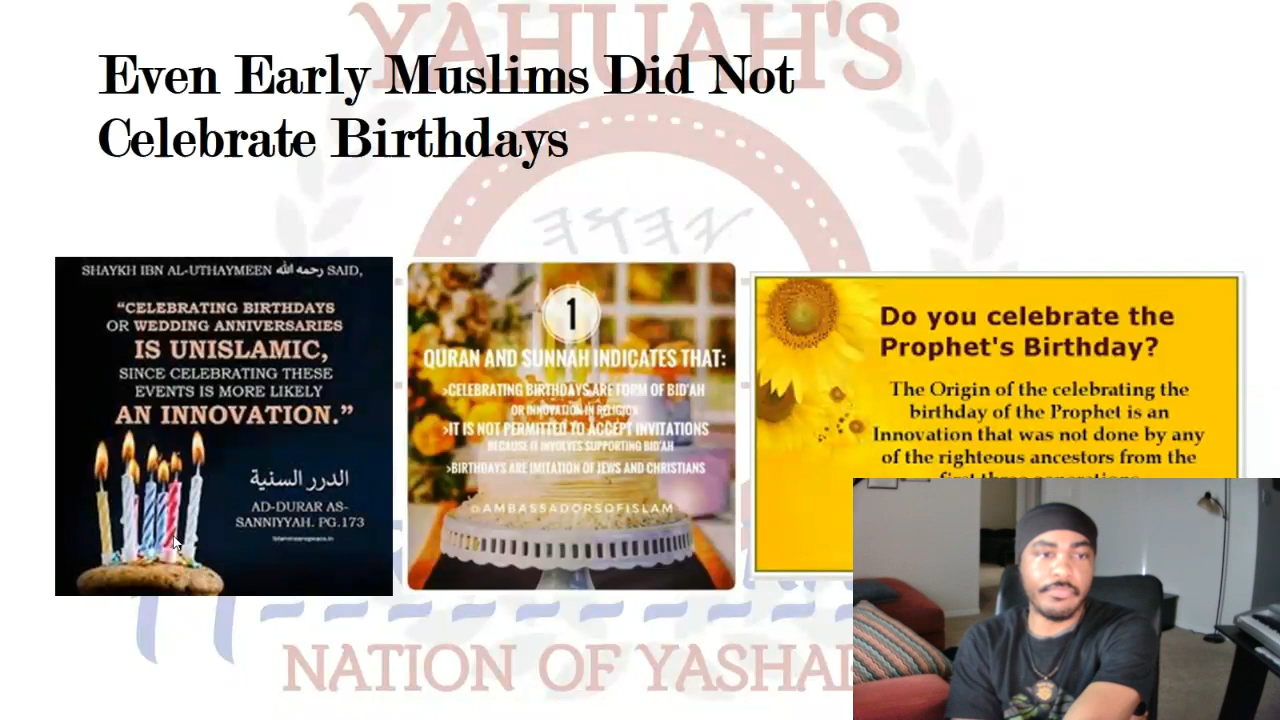 YAHUAH'S
Even Early Muslims Did Not
Celebrate Birthdays
𐤉𐤄𐤅𐤄
SHAYKH IBN AL-UTHAYMEEN رحمه الله SAID,
"CELEBRATING BIRTHDAYS
OR WEDDING ANNIVERSARIES
IS UNISLAMIC,
SINCE CELEBRATING THESE
EVENTS IS MORE LIKELY
AN INNOVATION."
الدرر السنية
AD-DURAR AS-
SANNIYYAH. PG.173
1
QURAN AND SUNNAH INDICATES THAT:
>CELEBRATING BIRTHDAYS ARE FORM OF BID'AH
OR INNOVATION IN RELIGION
>IT IS NOT PERMITTED TO ACCEPT INVITATIONS
BECAUSE IT INVOLVES SUPPORTING BID'AH
>BIRTHDAYS ARE IMITATION OF JEWS AND CHRISTIANS
@AMBASSADORSOFISLAM
Do you celebrate the
Prophet's Birthday?
The Origin of the celebrating the
birthday of the Prophet is an
Innovation that was not done by any
of the righteous ancestors from the
first three generations
NATION OF